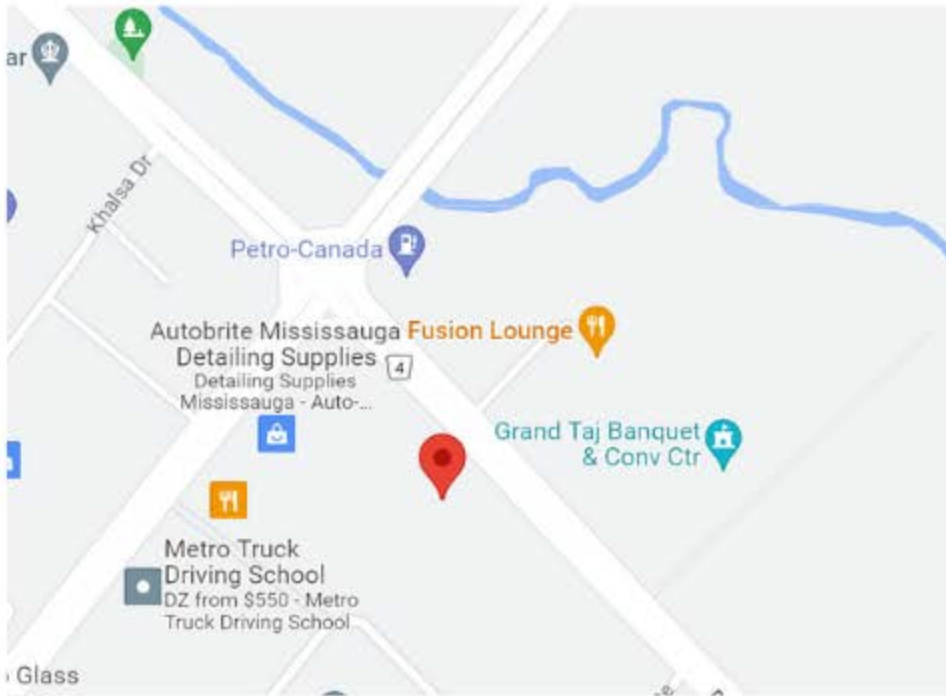 ar
Khalsa Dr
Petro-Canada
Autobrite Mississauga
Detailing Supplies
Detailing Supplies
Mississauga - Auto-...
Fusion Lounge
4
Grand Taj Banquet
& Conv Ctr
Metro Truck
Driving School
DZ from $550 - Metro
Truck Driving School
Glass